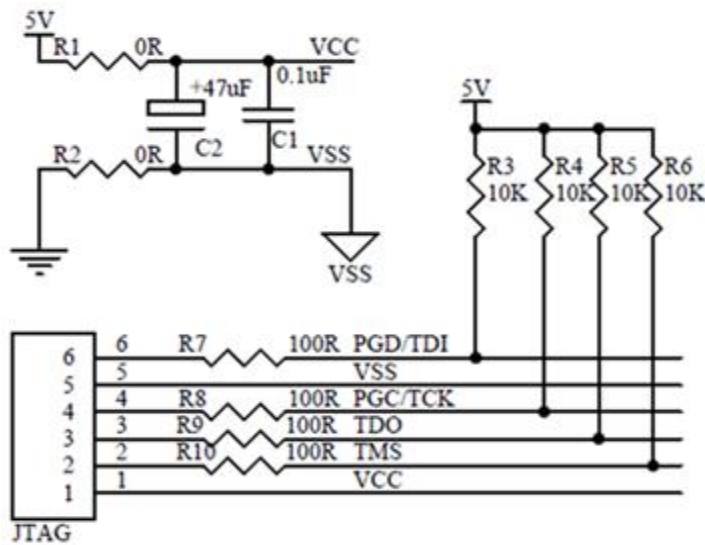 5V
R1 0R VCC
+47uF 0.1uF
C2 C1
R2 0R VSS
VSS
5V
R3 R4 R5 R6
10K 10K 10K 10K
6 6 R7 100R PGD/TDI
5 5 VSS
4 4 R8 100R PGC/TCK
3 3 R9 100R TDO
2 2 R10 100R TMS
1 1 VCC
JTAG